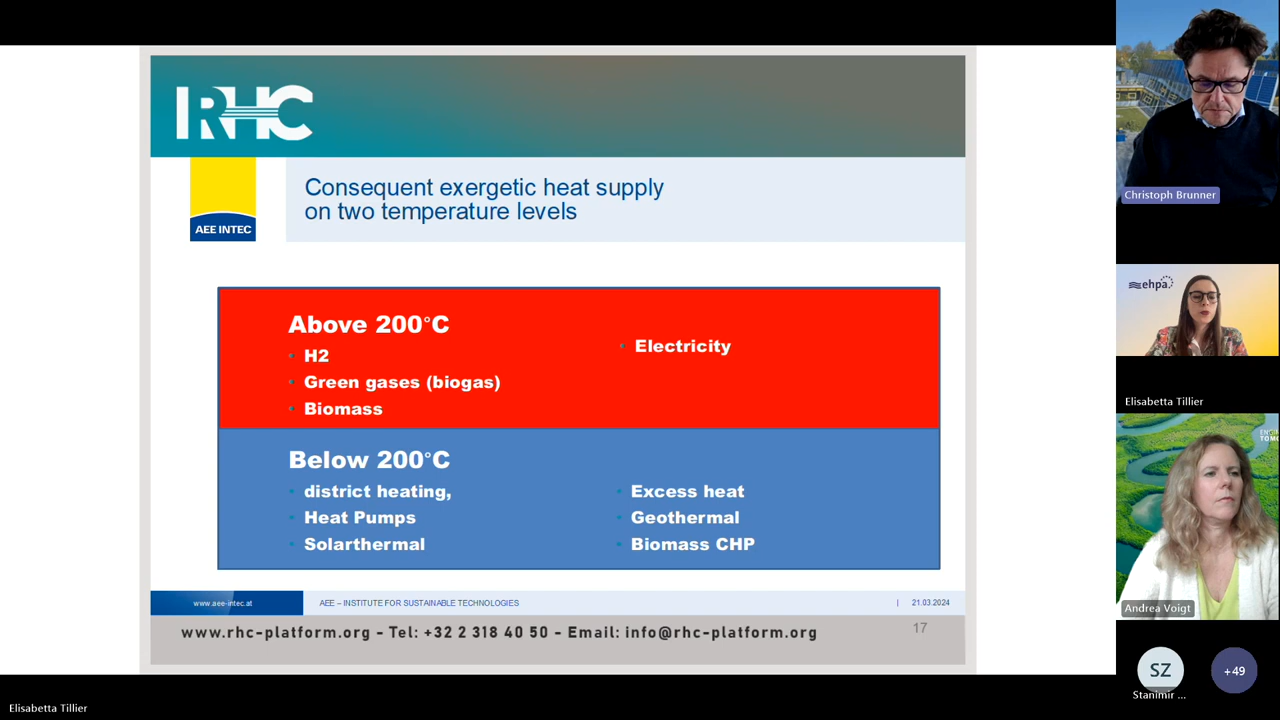 RHC
AEE INTEC
Consequent exergetic heat supply
on two temperature levels
Above 200°C
• H2
• Green gases (biogas)
• Biomass
• Electricity
Below 200°C
• district heating,
• Heat Pumps
• Solarthermal
• Excess heat
• Geothermal
• Biomass CHP
www.aee-intec.at
AEE – INSTITUTE FOR SUSTAINABLE TECHNOLOGIES
| 21.03.2024
www.rhc-platform.org - Tel: +32 2 318 40 50 - Email: info@rhc-platform.org
17
Christoph Brunner
ehpa
Elisabetta Tillier
Andrea Voigt
SZ
Stanimir ...
+49
Elisabetta Tillier